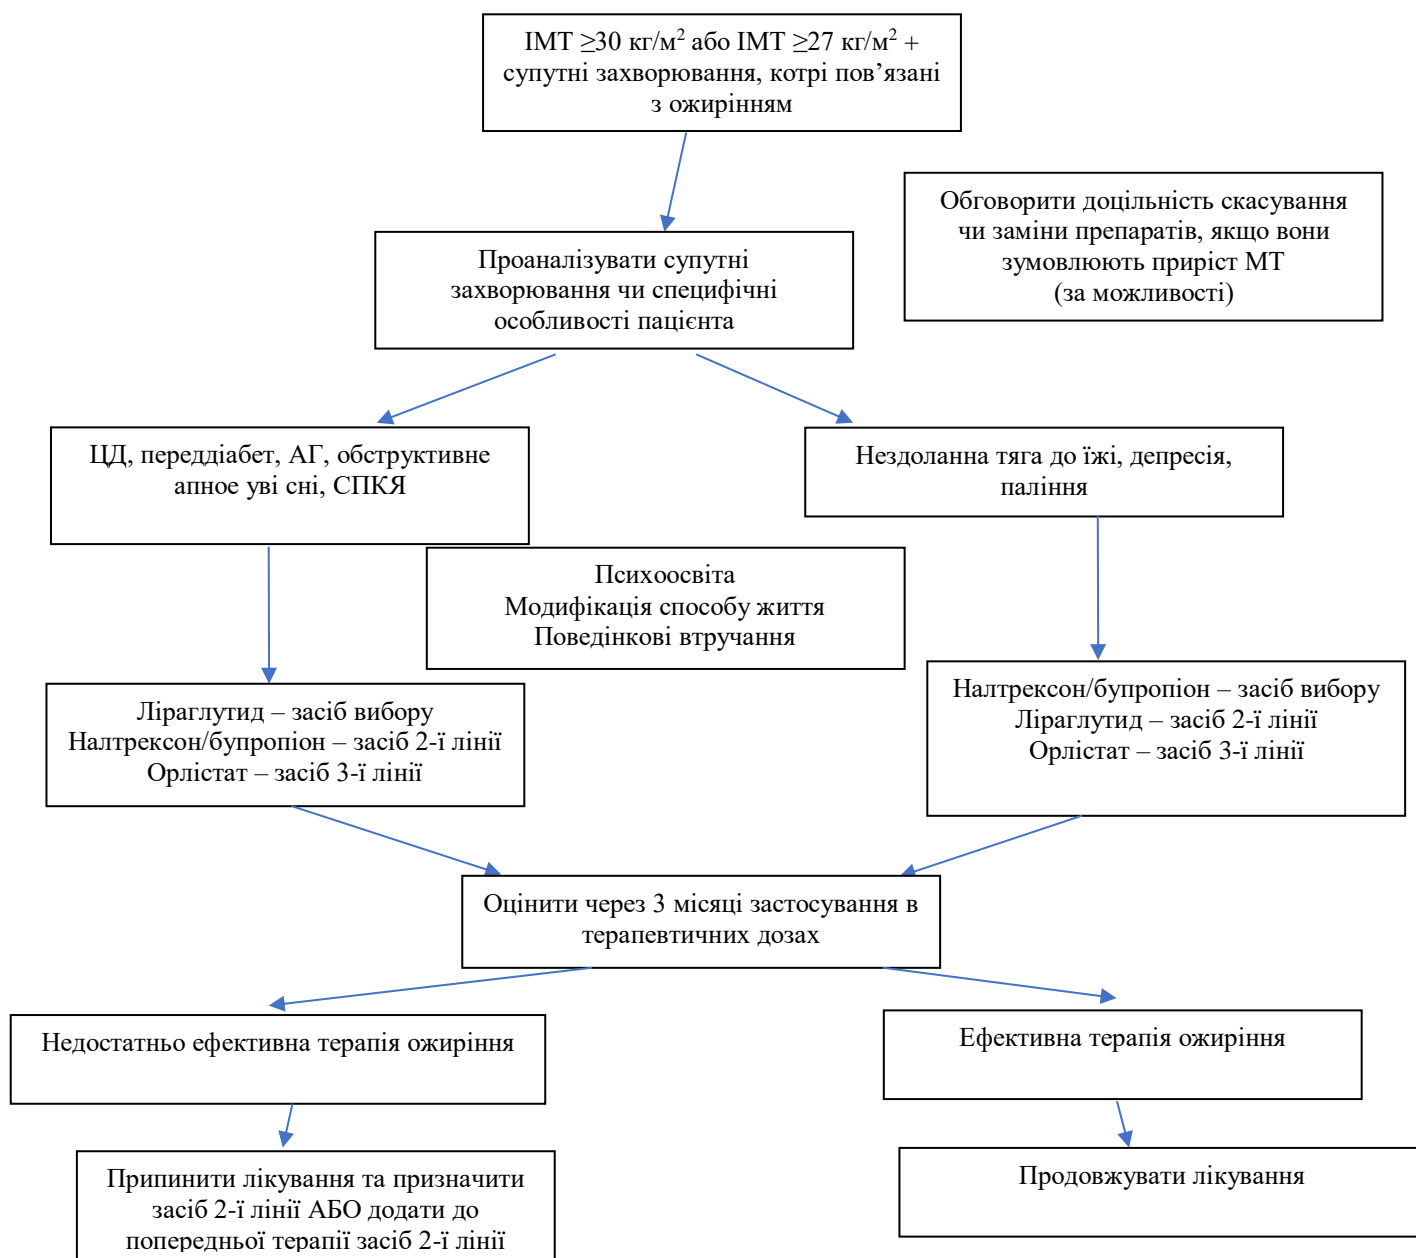 ІМТ ≥30 кг/м² або ІМТ ≥27 кг/м² +
супутні захворювання, котрі пов’язані
з ожирінням
Обговорити доцільність скасування
чи заміни препаратів, якщо вони
зумовлюють приріст МТ
(за можливості)
Проаналізувати супутні
захворювання чи специфічні
особливості пацієнта
ЦД, переддіабет, АГ, обструктивне
апное уві сні, СПКЯ
Нездоланна тяга до їжі, депресія,
паління
Психоосвіта
Модифікація способу життя
Поведінкові втручання
Ліраглутид – засіб вибору
Налтрексон/бупропіон – засіб 2-ї лінії
Орлістат – засіб 3-ї лінії
Налтрексон/бупропіон – засіб вибору
Ліраглутид – засіб 2-ї лінії
Орлістат – засіб 3-ї лінії
Оцінити через 3 місяці застосування в
терапевтичних дозах
Недостатньо ефективна терапія ожиріння
Ефективна терапія ожиріння
Припинити лікування та призначити
засіб 2-ї лінії АБО додати до
попередньої терапії засіб 2-ї лінії
Продовжувати лікування